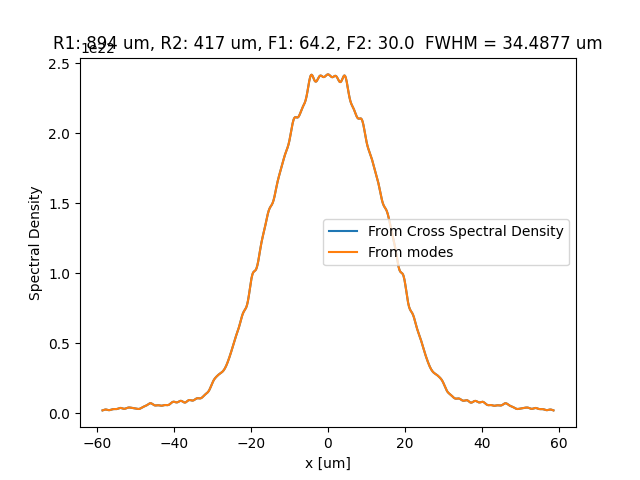 R1: 894 um, R2: 417 um, F1: 64.2, F2: 30.0  FWHM = 34.4877 um
1e22
2.5
2.0
1.5
1.0
0.5
0.0
Spectral Density
From Cross Spectral Density
From modes
−60
−40
−20
0
20
40
60
x [um]